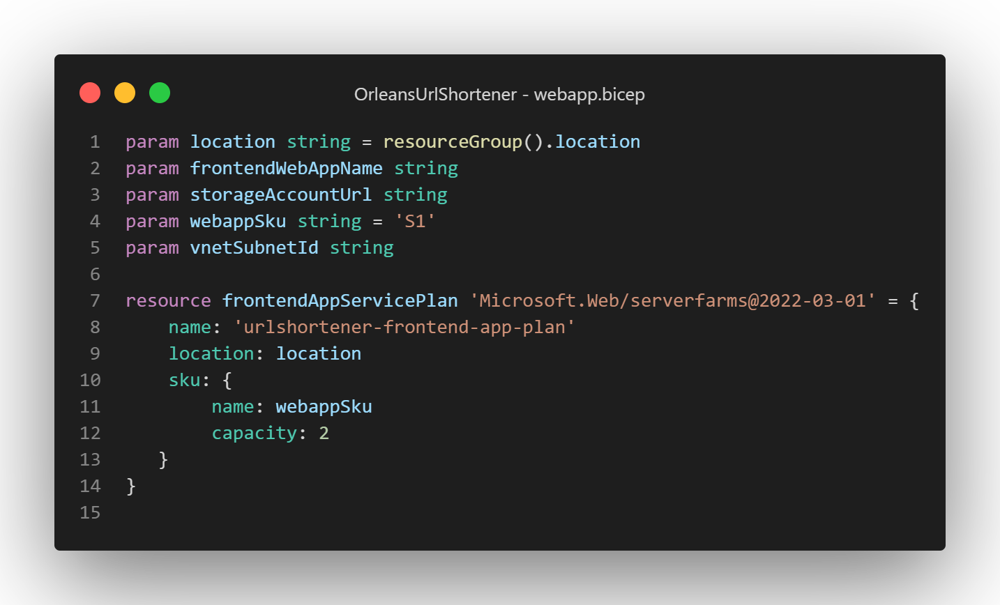 OrleansUrlShortener - webapp.bicep
1 param location string = resourceGroup().location
2 param frontendWebAppName string
3 param storageAccountUrl string
4 param webappSku string = 'S1'
5 param vnetSubnetId string
6
7 resource frontendAppServicePlan 'Microsoft.Web/serverfarms@2022-03-01' = {
8     name: 'urlshortener-frontend-app-plan'
9     location: location
10     sku: {
11         name: webappSku
12         capacity: 2
13    }
14 }
15